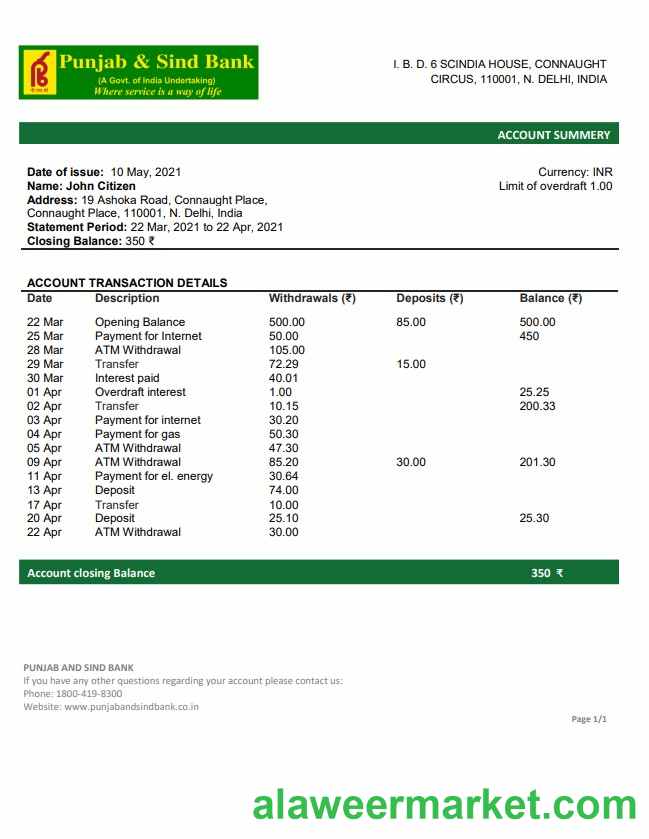 Punjab & Sind Bank
(A Govt. of India Undertaking)
Where service is a way of life
I. B. D. 6 SCINDIA HOUSE, CONNAUGHT
CIRCUS, 110001, N. DELHI, INDIA
ACCOUNT SUMMARY
Date of issue: 10 May, 2021 Currency: INR
Name: John Citizen Limit of overdraft 1.00
Address: 19 Ashoka Road, Connaught Place,
Connaught Place, 110001, N. Delhi, India
Statement Period: 22 Mar, 2021 to 22 Apr, 2021
Closing Balance: 350 ₹
ACCOUNT TRANSACTION DETAILS
Date Description Withdrawals (₹) Deposits (₹) Balance (₹)
22 Mar Opening Balance 500.00 85.00 500.00
25 Mar Payment for Internet 50.00 450
28 Mar ATM Withdrawal 105.00
29 Mar Transfer 72.29 15.00
30 Mar Interest paid 40.01
01 Apr Overdraft interest 1.00 25.25
02 Apr Transfer 10.15 200.33
03 Apr Payment for internet 30.20
04 Apr Payment for gas 50.30
05 Apr ATM Withdrawal 47.30
09 Apr ATM Withdrawal 85.20 30.00 201.30
11 Apr Payment for el. energy 30.64
13 Apr Deposit 74.00
17 Apr Transfer 10.00
20 Apr Deposit 25.10 25.30
22 Apr ATM Withdrawal 30.00
Account closing Balance 350 ₹
PUNJAB AND SIND BANK
If you have any other questions regarding your account please contact us:
Phone: 1800-419-8300
Website: www.punjabandsindbank.co.in
Page 1/1
alaweermarket.com